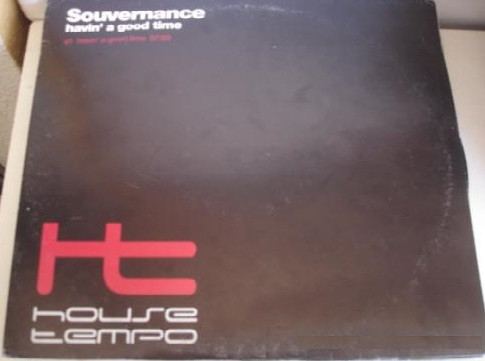 Souvernance
havin' a good time
Ht
house
tempo